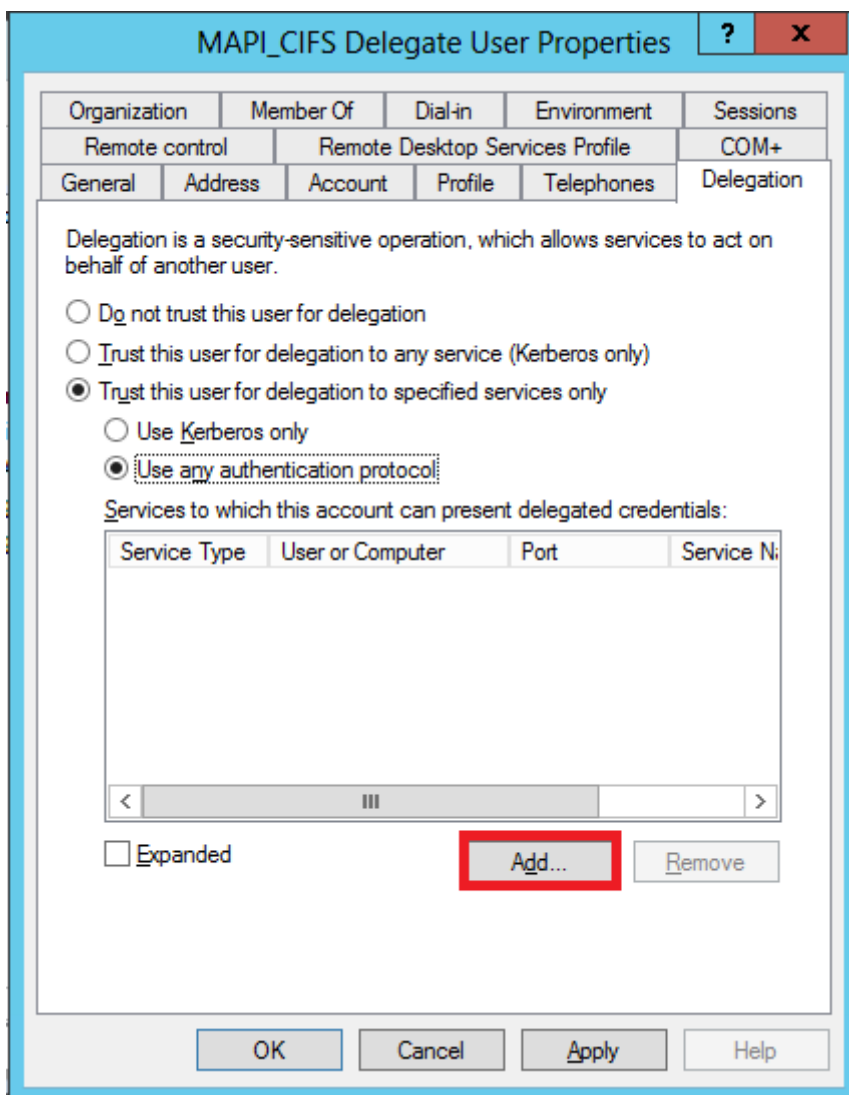 MAPI_CIFS Delegate User Properties ? x
Organization Member Of Dial-in Environment Sessions
Remote control Remote Desktop Services Profile COM+
General Address Account Profile Telephones Delegation
Delegation is a security-sensitive operation, which allows services to act on
behalf of another user.
Do not trust this user for delegation
Trust this user for delegation to any service (Kerberos only)
Trust this user for delegation to specified services only
Use Kerberos only
Use any authentication protocol
Services to which this account can present delegated credentials:
Service Type User or Computer Port Service Na
Expanded Add... Remove
OK Cancel Apply Help